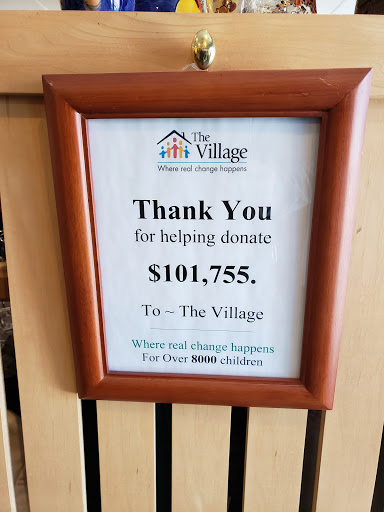 The
Village
Where real change happens
Thank You
for helping donate
$101,755.
To ~ The Village
Where real change happens
For Over 8000 children